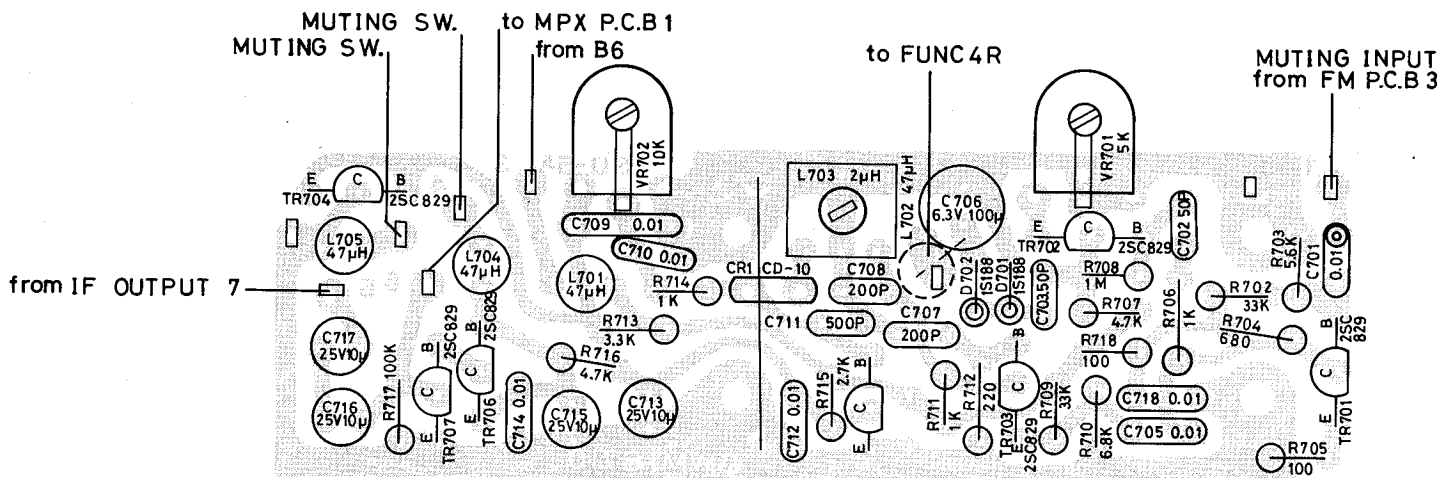 MUTING SW.
MUTING SW.
to MPX P.C.B 1
from B6
to FUNC 4R
MUTING INPUT
from FM P.C.B 3
VR702
10K
VR701
5K
E
C
B
TR704
2SC829
L705
47μH
L704
47μH
C709 0.01
C710 0.01
L701
47μH
R714
1K
R713
3.3K
R716
4.7K
CR1 CD-10
L703 2μH
L702 47μH
C706
6.3V 100μ
C708
200P
C711
500P
C707
200P
D702
1S188
D701
1S188
C703 50P
E
C
B
TR702
2SC829
C702 50P
R708
1M
R707
4.7K
R706
1K
R718
100
R702
33K
R703
5.6K
C701
0.01
R704
680
from IF OUTPUT 7
C717
25V10μ
C716
25V10μ
R717 100K
B
C
E
2SC829
TR707
B
C
E
2SC829
TR706
C714 0.01
C715
25V10μ
C713
25V10μ
C712 0.01
R715
2.7K
B
C
E
R711
1K
R712
220
B
C
E
TR703
2SC829
R709
33K
R710
6.8K
C718 0.01
C705 0.01
B
C
E
2SC
829
TR701
R705
100